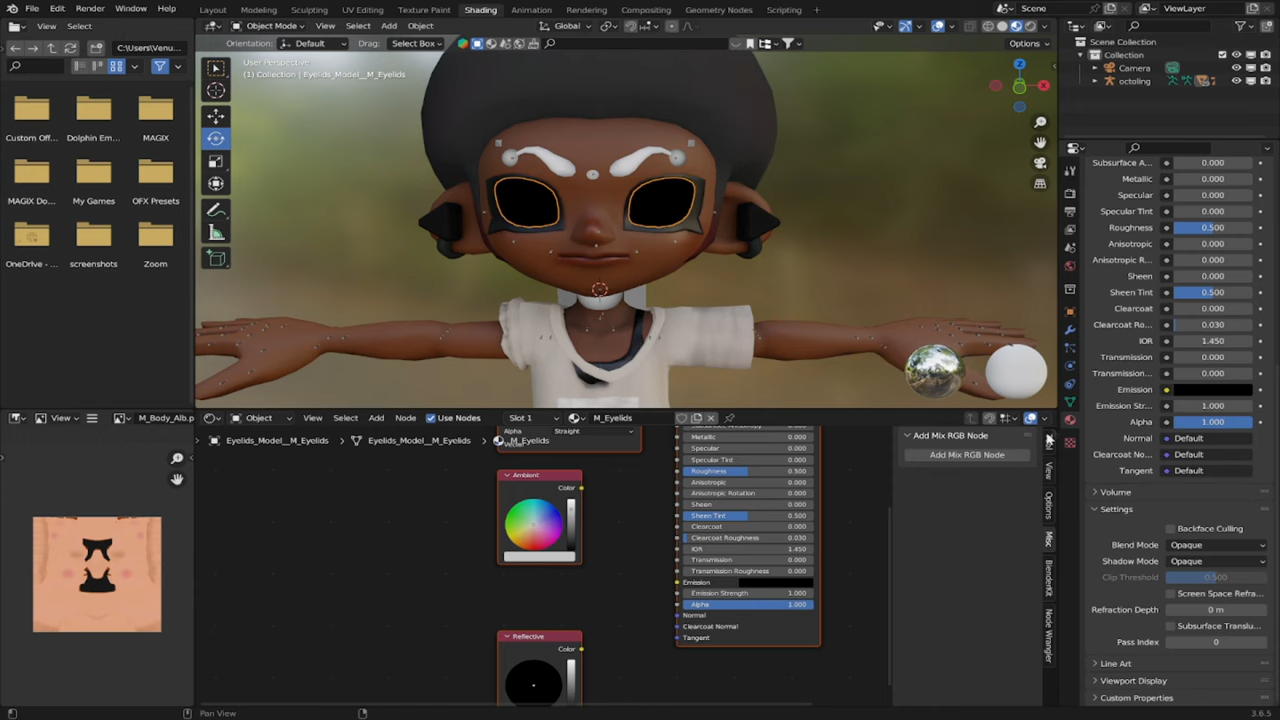 File Edit Render Window Help Layout Modeling Sculpting UV Editing Texture Paint Shading Animation Rendering Compositing Geometry Nodes Scripting + Scene ViewLayer
View Select Object Mode View Select Add Object Global
C:\Users\Venu... Orientation: Default Drag: Select Box Options
User Perspective
(1) Collection | Eyelids_Model__M_Eyelids
Scene Collection
Collection
Camera
octoling
Custom Off... Dolphin Em... MAGIX
MAGIX Do... My Games OFX Presets
OneDrive - ... screenshots Zoom
Subsurface A... 0.000
Metallic 0.000
Specular 0.000
Specular Tint 0.000
Roughness 0.500
Anisotropic 0.000
Anisotropic R... 0.000
Sheen 0.000
Sheen Tint 0.500
Clearcoat 0.000
Clearcoat Ro... 0.030
IOR 1.450
Transmission 0.000
Transmission... 0.000
Emission
Emission Str... 1.000
Alpha 1.000
Normal Default
Clearcoat No... Default
Tangent Default
Volume
Settings
Backface Culling
Blend Mode Opaque
Shadow Mode Opaque
Clip Threshold 0.500
Screen Space Refra...
Refraction Depth 0 m
Subsurface Translu...
Pass Index 0
Line Art
Viewport Display
Custom Properties
View M_Body_Alb.p
Object View Select Add Node Use Nodes Slot 1 M_Eyelids
Eyelids_Model__M_Eyelids Eyelids_Model__M_Eyelids M_Eyelids
Alpha Straight
Vector
Ambient
Color
Reflective
Color
Metallic 0.000
Specular 0.000
Specular Tint 0.000
Roughness 0.500
Anisotropic 0.000
Anisotropic Rotation 0.000
Sheen 0.000
Sheen Tint 0.500
Clearcoat 0.000
Clearcoat Roughness 0.030
IOR 1.450
Transmission 0.000
Transmission Roughness 0.000
Emission
Emission Strength 1.000
Alpha 1.000
Normal
Clearcoat Normal
Tangent
Add Mix RGB Node
Add Mix RGB Node
View
Options
Misc
BlenderKit
Node Wrangler
Pan View 3.6.5